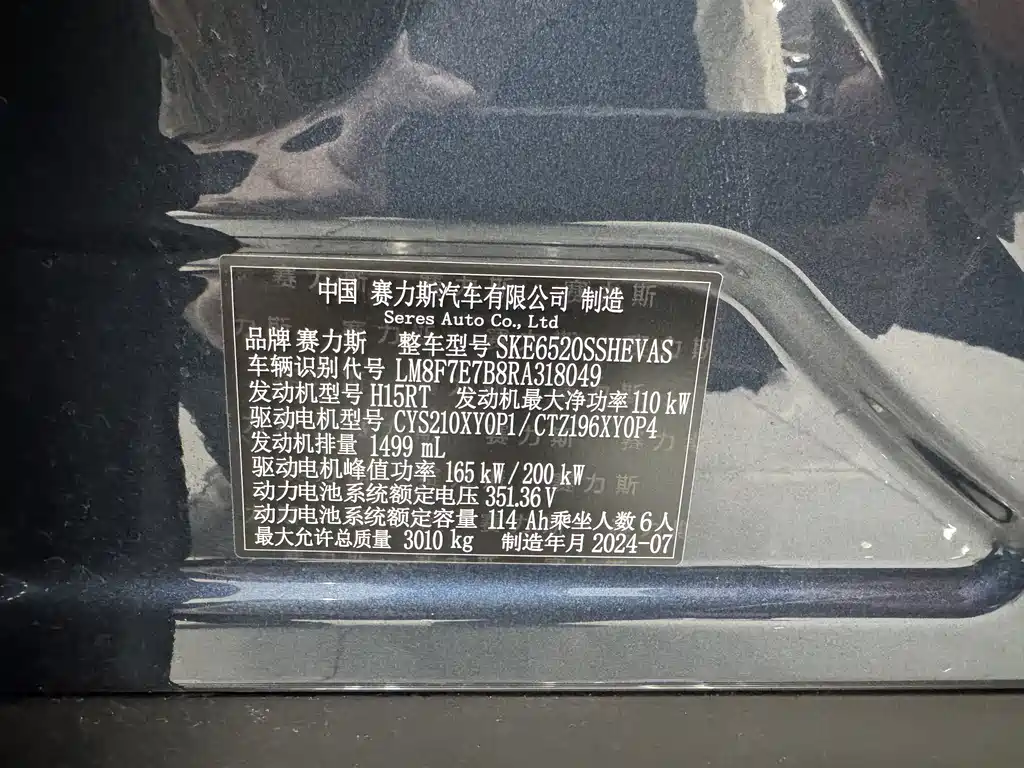 中国 赛力斯汽车有限公司 制造
Seres Auto Co., Ltd
品牌 赛力斯 整车型号 SKE6520SSHEVAS
车辆识别代号 LM8F7E7B8RA318049
发动机型号 H15RT 发动机最大净功率 110 kW
驱动电机型号 CYS210XY0P1/CTZ196XY0P4
发动机排量 1499 mL
驱动电机峰值功率 165 kW/200 kW
动力电池系统额定电压 351.36 V
动力电池系统额定容量 114 Ah乘坐人数 6 人
最大允许总质量 3010 kg 制造年月 2024-07